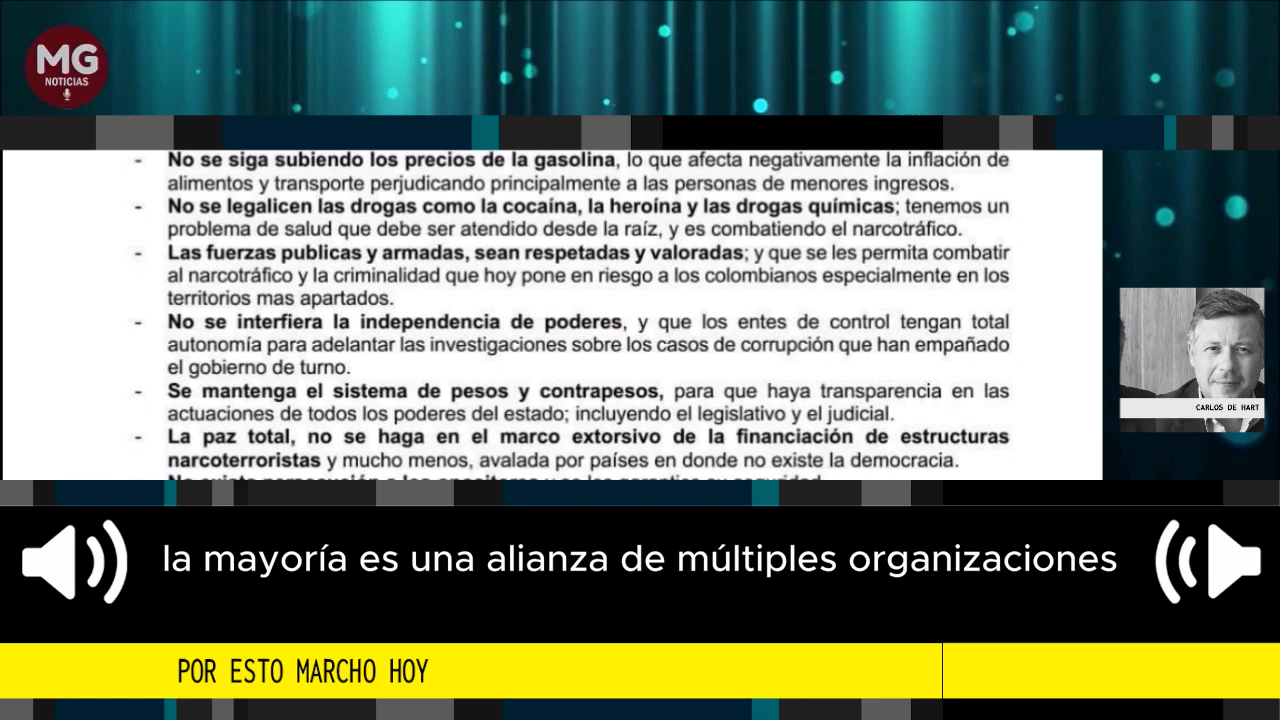 MG
NOTICIAS
- No se siga subiendo los precios de la gasolina, lo que afecta negativamente la inflación de
alimentos y transporte perjudicando principalmente a las personas de menores ingresos.
- No se legalicen las drogas como la cocaína, la heroína y las drogas químicas; tenemos un
problema de salud que debe ser atendido desde la raíz, y es combatiendo el narcotráfico.
- Las fuerzas publicas y armadas, sean respetadas y valoradas; y que se les permita combatir
al narcotráfico y la criminalidad que hoy pone en riesgo a los colombianos especialmente en los
territorios mas apartados.
- No se interfiera la independencia de poderes, y que los entes de control tengan total
autonomía para adelantar las investigaciones sobre los casos de corrupción que han empañado
el gobierno de turno.
- Se mantenga el sistema de pesos y contrapesos, para que haya transparencia en las
actuaciones de todos los poderes del estado; incluyendo el legislativo y el judicial.
- La paz total, no se haga en el marco extorsivo de la financiación de estructuras
narcoterroristas y mucho menos, avalada por países en donde no existe la democracia.
CARLOS DE HART
la mayoría es una alianza de múltiples organizaciones
POR ESTO MARCHO HOY